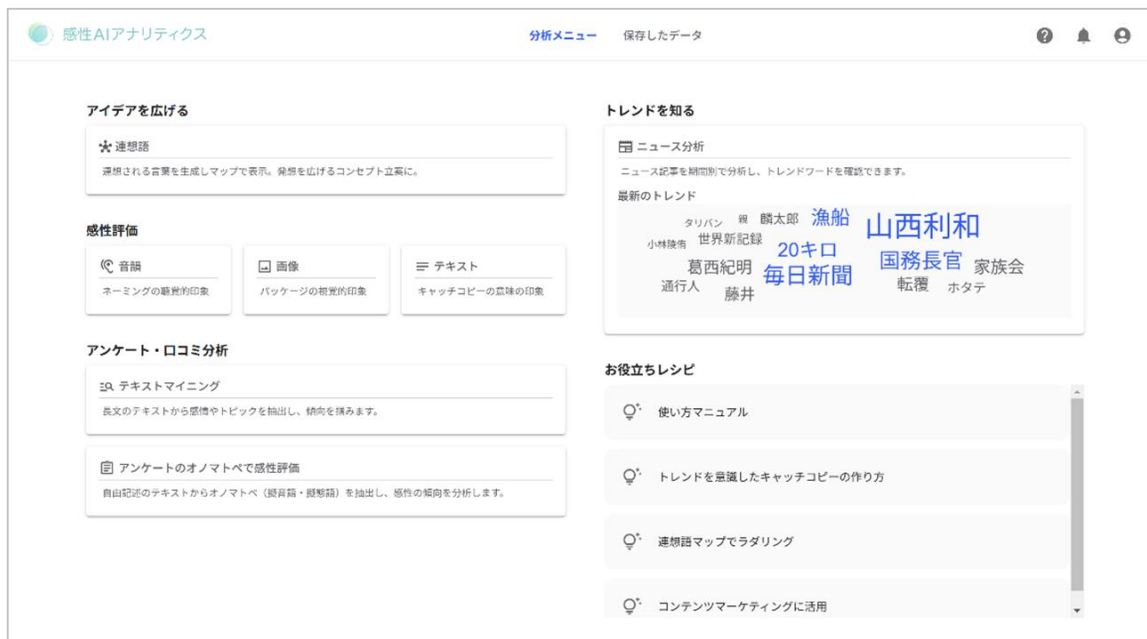 感性AIアナリティクス
分析メニュー
保存したデータ
アイデアを広げる
連想語
連想される言葉を生成しマップで表示。発想を広げるコンセプト立案に。
感性評価
音韻
ネーミングの聴覚的印象
画像
パッケージの視覚的印象
テキスト
キャッチコピーの意味の印象
アンケート・口コミ分析
テキストマイニング
長文のテキストから感情やトピックを抽出し、傾向を掴みます。
アンケートのオノマトペで感性評価
自由記述のテキストからオノマトペ（擬音語・擬態語）を抽出し、感性の傾向を分析します。
トレンドを知る
ニュース分析
ニュース記事を期間別で分析し、トレンドワードを確認できます。
最新のトレンド
タリバン 親 麟太郎 漁船 山西利和
小林陵侑 世界新記録 20キロ 国務長官 家族会
葛西紀明 毎日新聞 転覆 ホタテ
通行人 藤井
お役立ちレシピ
使い方マニュアル
トレンドを意識したキャッチコピーの作り方
連想語マップでラダリング
コンテンツマーケティングに活用